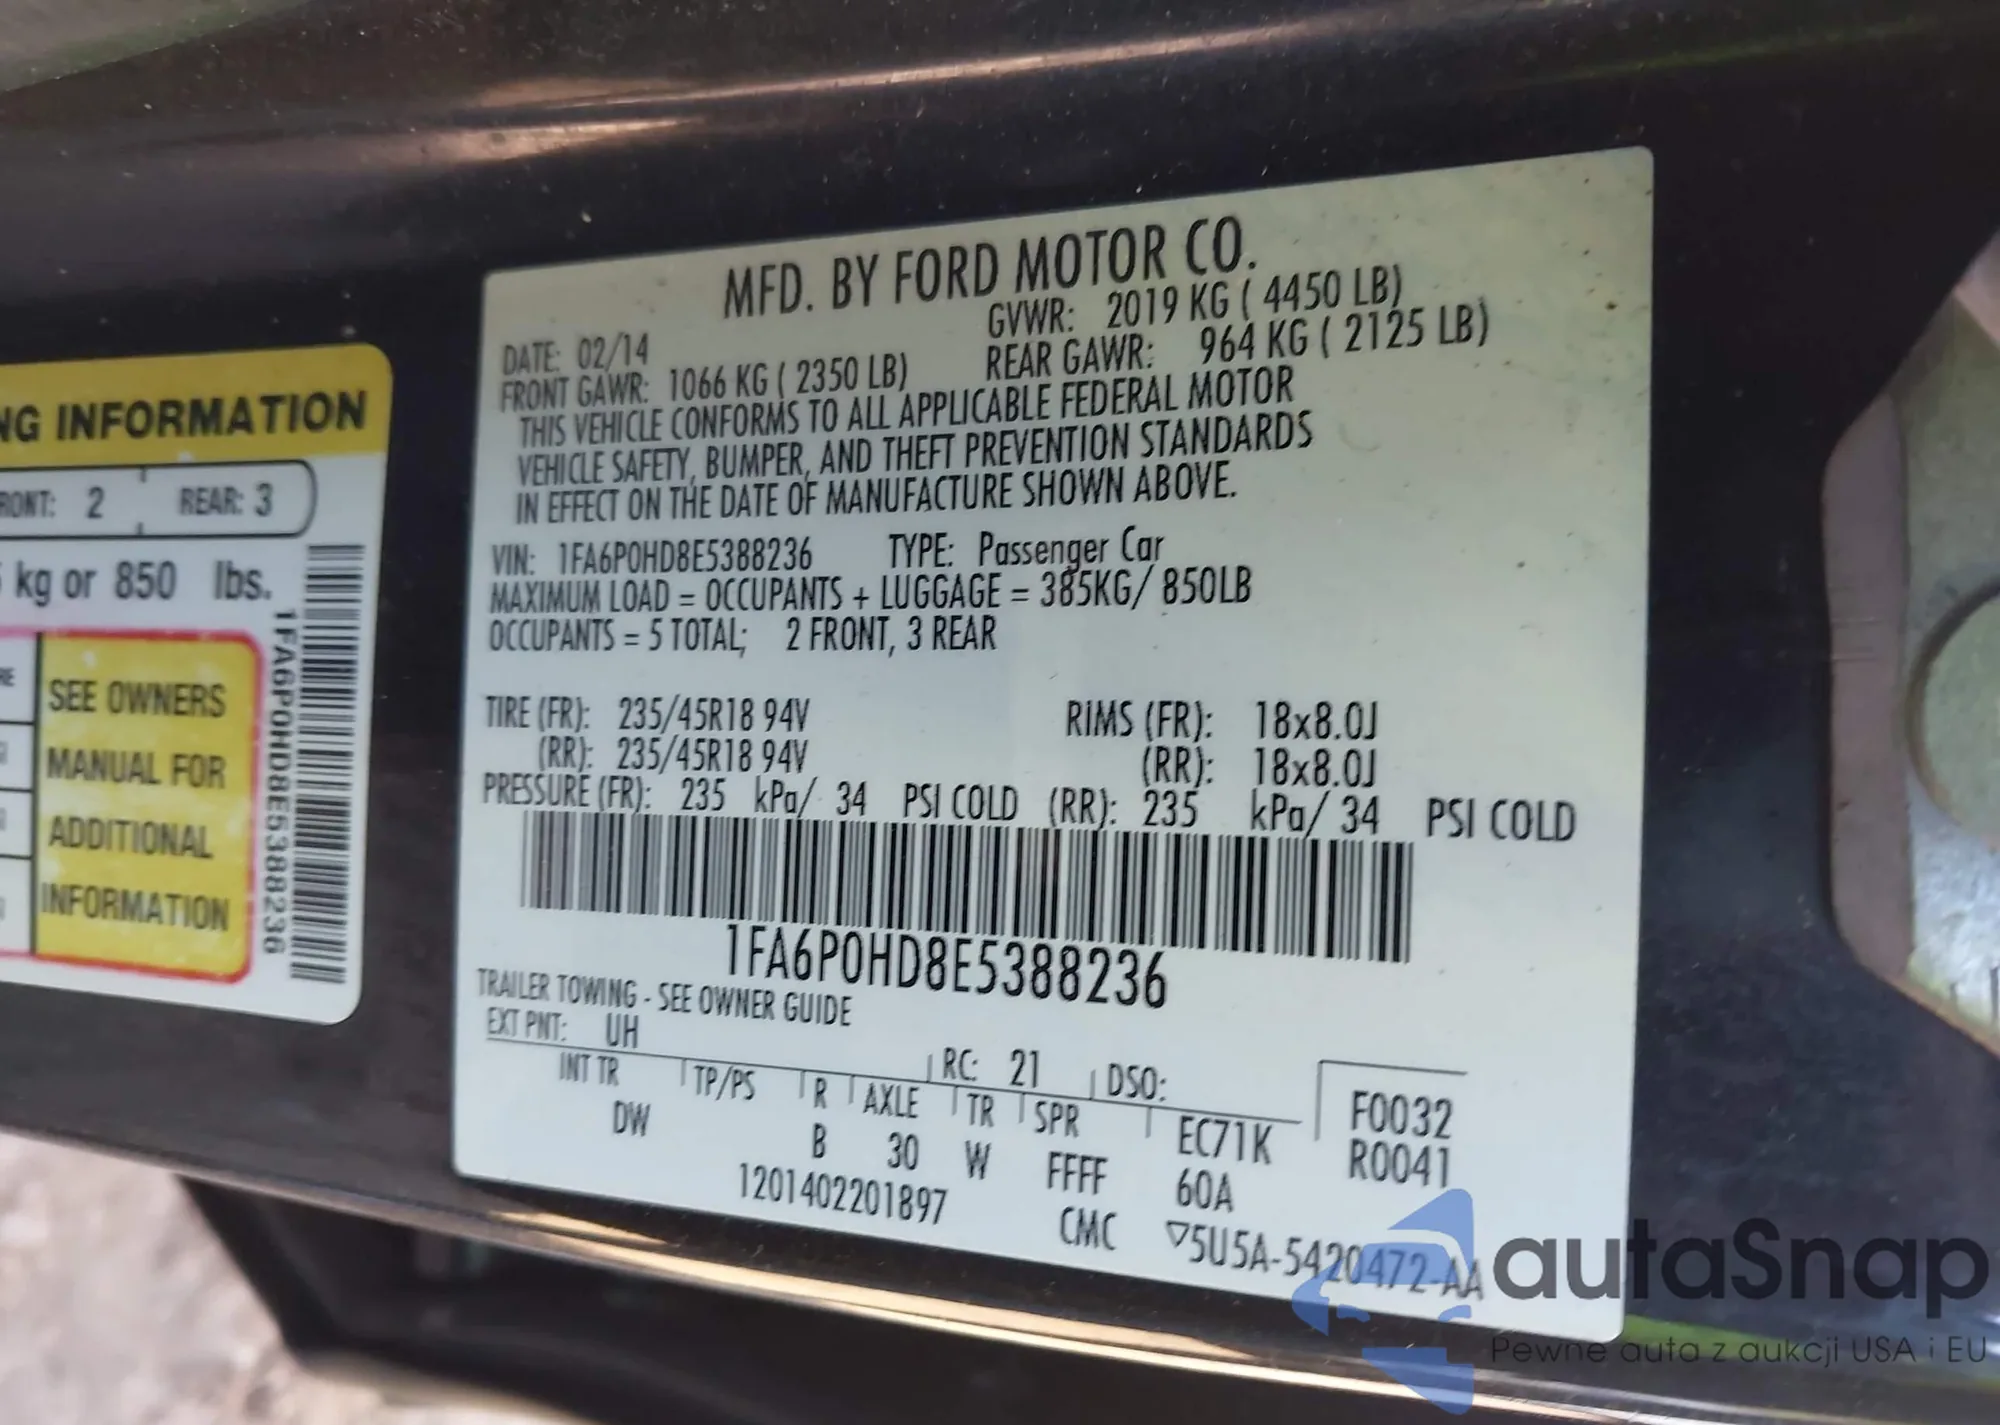 NG INFORMATION
RONT: 2 REAR: 3
kg or 850 lbs.
1FA6P0HD8E5388236
SEE OWNERS
MANUAL FOR
ADDITIONAL
INFORMATION
MFD. BY FORD MOTOR CO.
DATE: 02/14 GVWR: 2019 KG ( 4450 LB)
FRONT GAWR: 1066 KG ( 2350 LB) REAR GAWR: 964 KG ( 2125 LB)
THIS VEHICLE CONFORMS TO ALL APPLICABLE FEDERAL MOTOR
VEHICLE SAFETY, BUMPER, AND THEFT PREVENTION STANDARDS
IN EFFECT ON THE DATE OF MANUFACTURE SHOWN ABOVE.
VIN: 1FA6P0HD8E5388236 TYPE: Passenger Car
MAXIMUM LOAD = OCCUPANTS + LUGGAGE = 385KG/ 850LB
OCCUPANTS = 5 TOTAL; 2 FRONT, 3 REAR
TIRE (FR): 235/45R18 94V RIMS (FR): 18x8.0J
(RR): 235/45R18 94V (RR): 18x8.0J
PRESSURE (FR): 235 kPa/ 34 PSI COLD (RR): 235 kPa/ 34 PSI COLD
1FA6P0HD8E5388236
TRAILER TOWING - SEE OWNER GUIDE
EXT PNT: UH RC: 21 DSO:
INT TR TP/PS R AXLE TR SPR EC71K F0032
DW B 30 W FFFF 60A R0041
1201402201897 CMC ▽5U5A-5420472-AA
autaSnap
Pewne auta z aukcji USA i EU